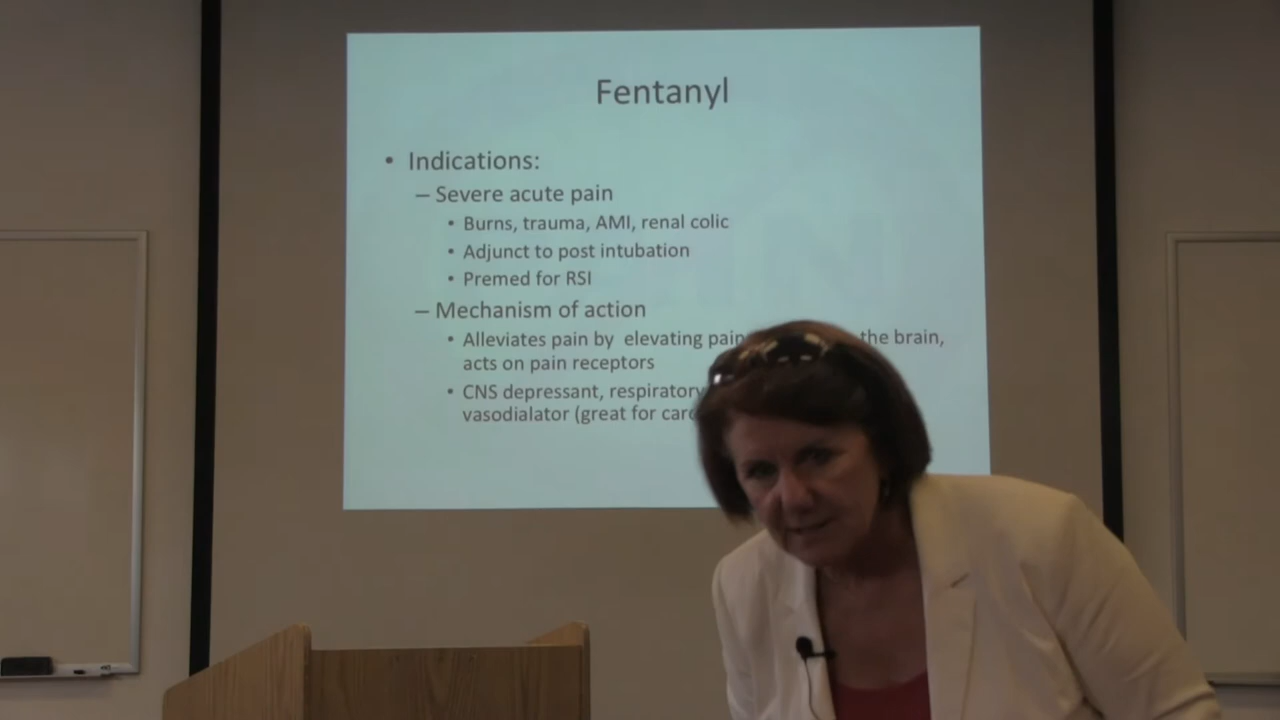 Fentanyl
• Indications:
– Severe acute pain
• Burns, trauma, AMI, renal colic
• Adjunct to post intubation
• Premed for RSI
– Mechanism of action
• Alleviates pain by elevating pain the brain,
acts on pain receptors
• CNS depressant, respiratory
vasodialator (great for